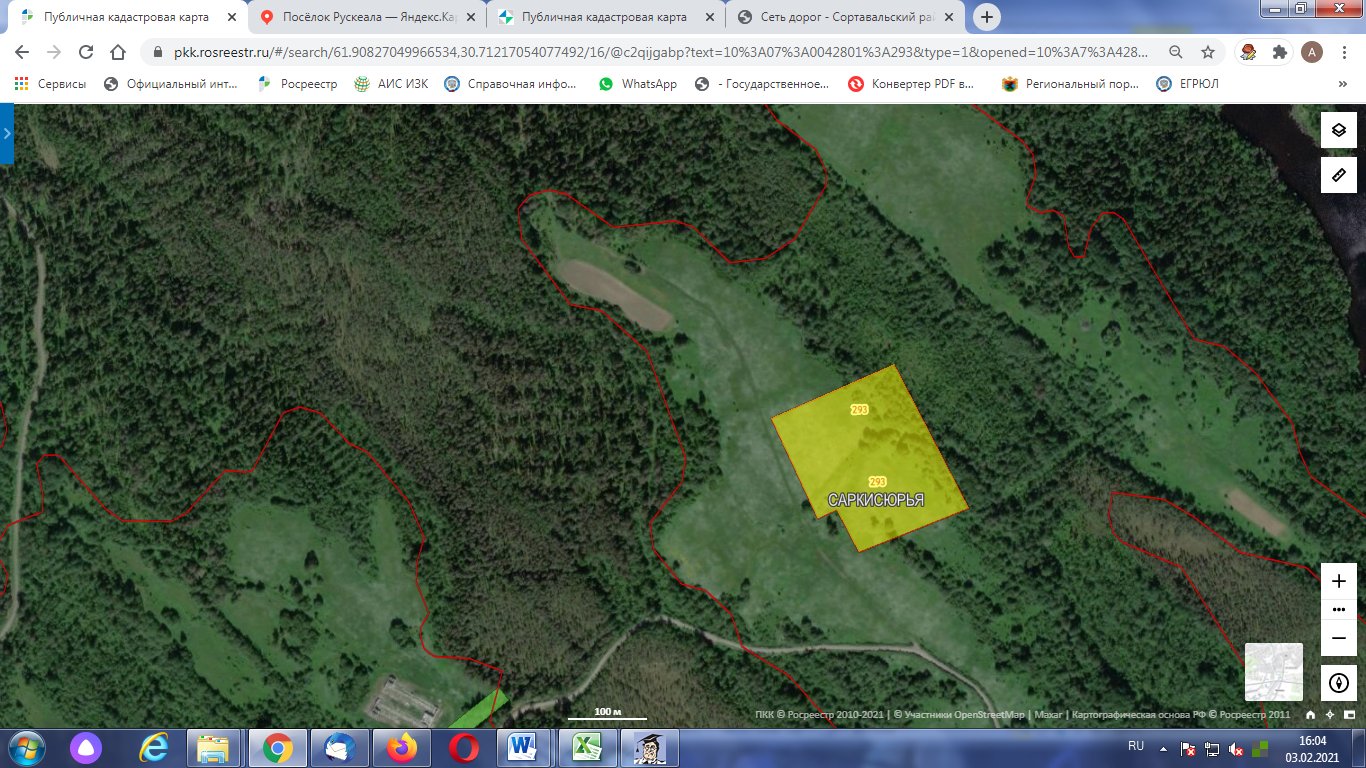 Публичная кадастровая карта
Посёлок Рускеала — Яндекс.Кар
Публичная кадастровая карта
Сеть дорог - Сортавальский рай
pkk.rosreestr.ru/#/search/61.90827049966534,30.71217054077492/16/@c2qijgabp?text=10%3A07%3A0042801%3A293&type=1&opened=10%3A7%3A428...
A
Сервисы
Официальный инт...
Росреестр
АИС ИЗК
Справочная инфо...
WhatsApp
- Государственное...
Конвертер PDF в...
Региональный пор...
ЕГРЮЛ
»
293
293
САРКИСЮРЬЯ
100 м
ПКК © Росреестр 2010-2021 | © Участники OpenStreetMap | Maxar | Картографическая основа РФ © Росреестр 2011
RU
16:04
03.02.2021